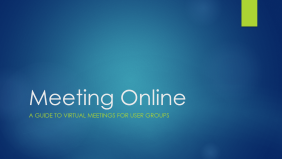 Meeting Online
A GUIDE TO VIRTUAL MEETINGS FOR USER GROUPS